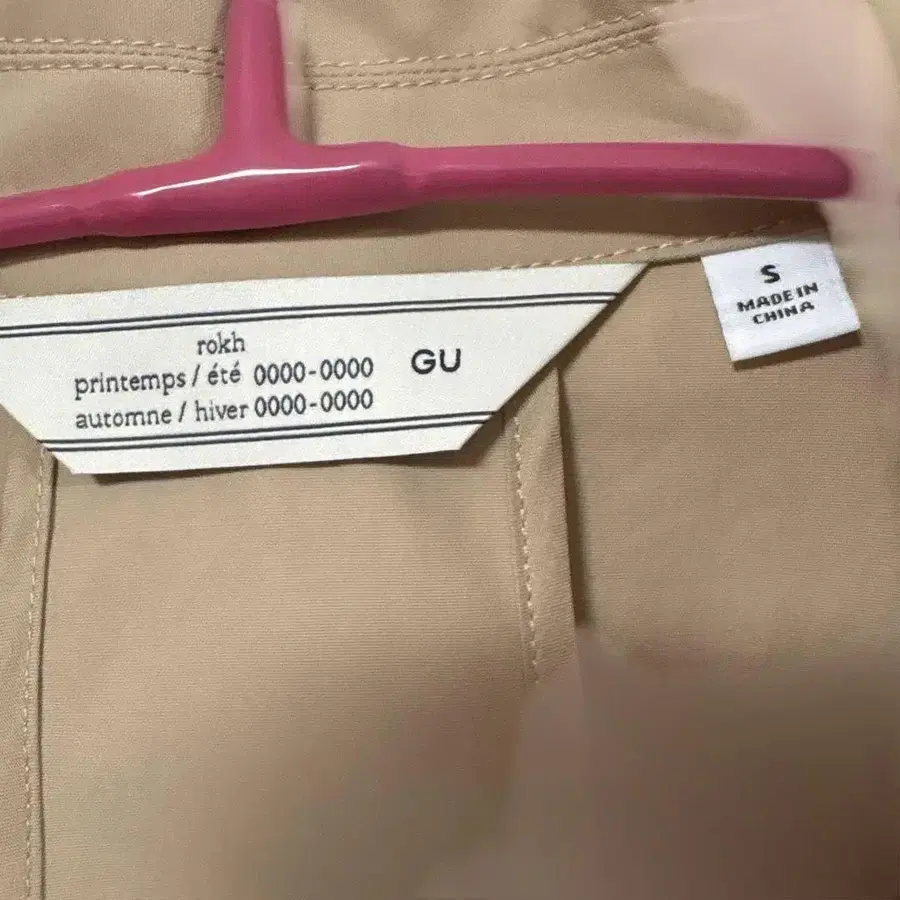 rokh
printemps / été 0000-0000
automne / hiver 0000-0000
GU
S
MADE IN
CHINA